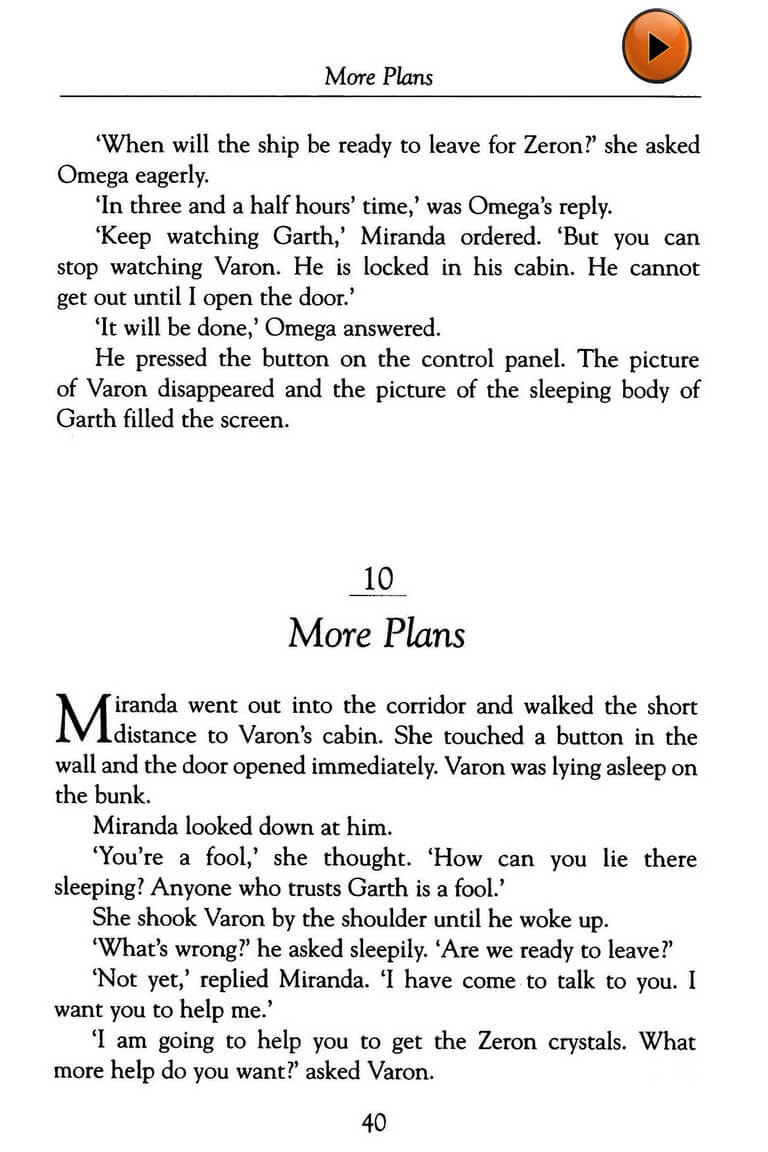 More Plans
‘When will the ship be ready to leave for Zeron?’ she asked
Omega eagerly.
‘In three and a half hours’ time,’ was Omega’s reply.
‘Keep watching Garth,’ Miranda ordered. ‘But you can
stop watching Varon. He is locked in his cabin. He cannot
get out until I open the door.’
‘It will be done,’ Omega answered.
He pressed the button on the control panel. The picture
of Varon disappeared and the picture of the sleeping body of
Garth filled the screen.
10
More Plans
Miranda went out into the corridor and walked the short
distance to Varon’s cabin. She touched a button in the
wall and the door opened immediately. Varon was lying asleep on
the bunk.
Miranda looked down at him.
‘You’re a fool,’ she thought. ‘How can you lie there
sleeping? Anyone who trusts Garth is a fool.’
She shook Varon by the shoulder until he woke up.
‘What’s wrong?’ he asked sleepily. ‘Are we ready to leave?’
‘Not yet,’ replied Miranda. ‘I have come to talk to you. I
want you to help me.’
‘I am going to help you to get the Zeron crystals. What
more help do you want?’ asked Varon.
40